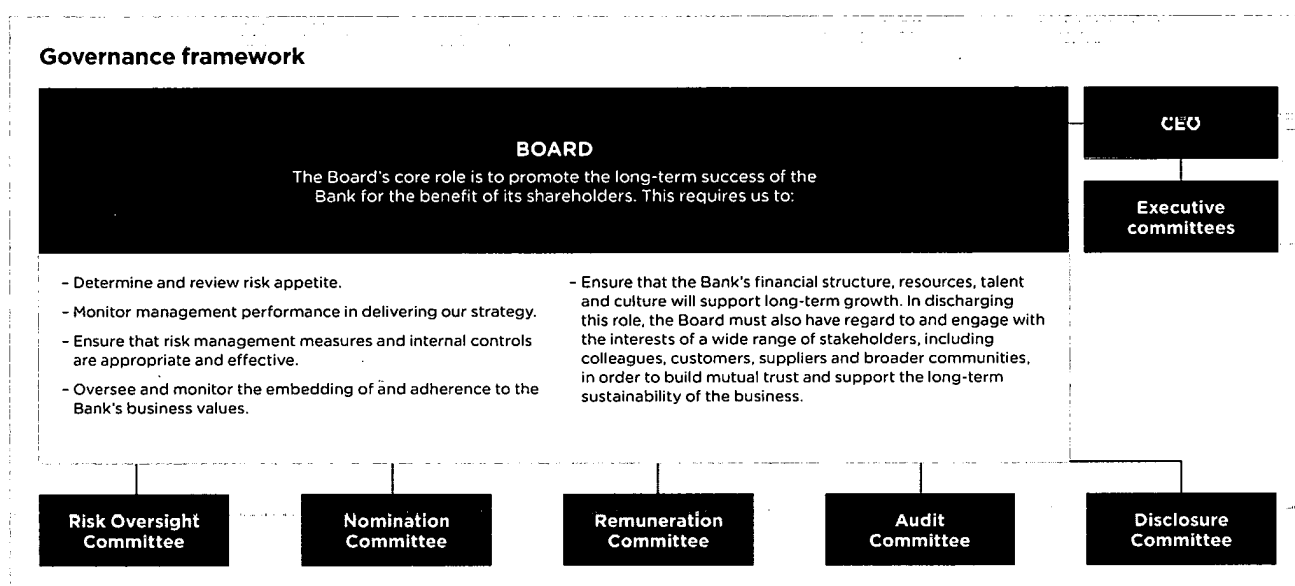 Governance framework
BOARD
The Board's core role is to promote the long-term success of the
Bank for the benefit of its shareholders. This requires us to:
CEO
Executive
committees
– Determine and review risk appetite.
– Monitor management performance in delivering our strategy.
– Ensure that risk management measures and internal controls
are appropriate and effective.
– Oversee and monitor the embedding of and adherence to the
Bank's business values.
– Ensure that the Bank's financial structure, resources, talent
and culture will support long-term growth. In discharging
this role, the Board must also have regard to and engage with
the interests of a wide range of stakeholders, including
colleagues, customers, suppliers and broader communities,
in order to build mutual trust and support the long-term
sustainability of the business.
Risk Oversight
Committee
Nomination
Committee
Remuneration
Committee
Audit
Committee
Disclosure
Committee